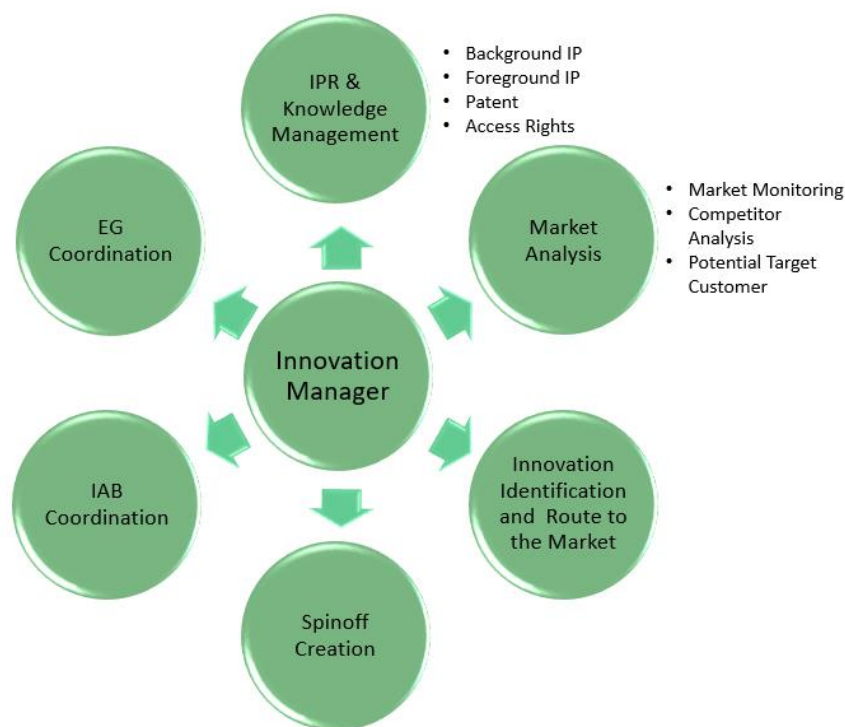 IPR &
Knowledge
Management
• Background IP
• Foreground IP
• Patent
• Access Rights
EG
Coordination
Market
Analysis
• Market Monitoring
• Competitor
Analysis
• Potential Target
Customer
Innovation
Manager
IAB
Coordination
Innovation
Identification
and Route to
the Market
Spinoff
Creation